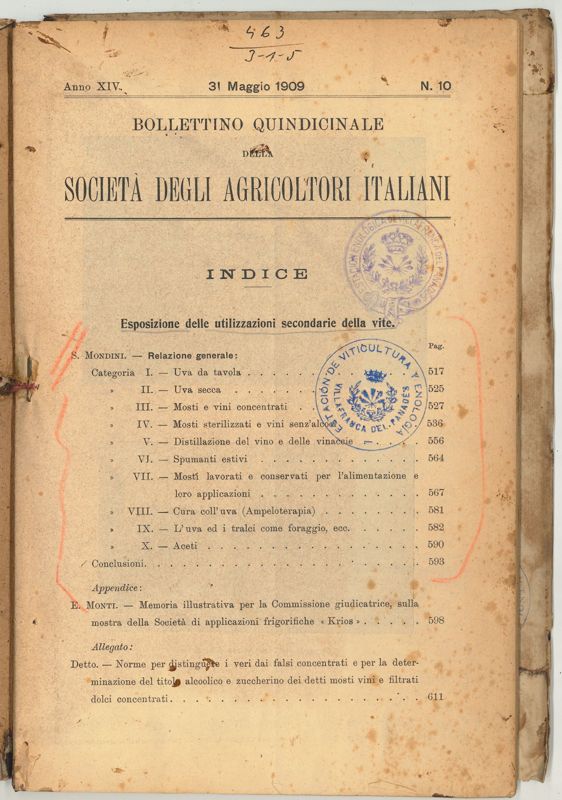 463
3-1-5
Anno XIV. 31 Maggio 1909 N. 10
BOLLETTINO QUINDICINALE
DELLA
SOCIETÀ DEGLI AGRICOLTORI ITALIANI
ESTACIÓN ENOLÓGICA DE VILLAFRANCA DEL PANADÉS
INDICE
Esposizione delle utilizzazioni secondarie della vite.
Pag.
S. MONDINI. — Relazione generale:
Categoria I. — Uva da tavola . . . . . . . . . . . 517
» II. — Uva secca . . . . . . . . . . . 525
» III. — Mosti e vini concentrati . . . . . . . . 527
» IV. — Mosti sterilizzati e vini senz'alcool . . . . 536
» V. — Distillazione del vino e delle vinaccie . . . . 556
» VI. — Spumanti estivi . . . . . . . . . . 564
» VII. — Mosti lavorati e conservati per l'alimentazione e
loro applicazioni . . . . . . . . . . 567
» VIII. — Cura coll'uva (Ampeloterapia) . . . . . . 581
» IX. — L'uva ed i tralci come foraggio, ecc. . . . . 582
» X. — Aceti . . . . . . . . . . . . 590
Conclusioni. . . . . . . . . . . . . . . . 593
ESTACIÓN DE VITICULTURA Y ENOLOGIA
VILLAFRANCA DEL PANADÉS
Appendice:
E. MONTI. — Memoria illustrativa per la Commissione giudicatrice, sulla
mostra della Società di applicazioni frigorifiche « Krios » . . . . . 598
Allegato:
Detto. — Norme per distinguere i veri dai falsi concentrati e per la deter-
minazione del titolo alcoolico e zuccherino dei detti mosti vini e filtrati
dolci concentrati . . . . . . . . . . . . . . . 611